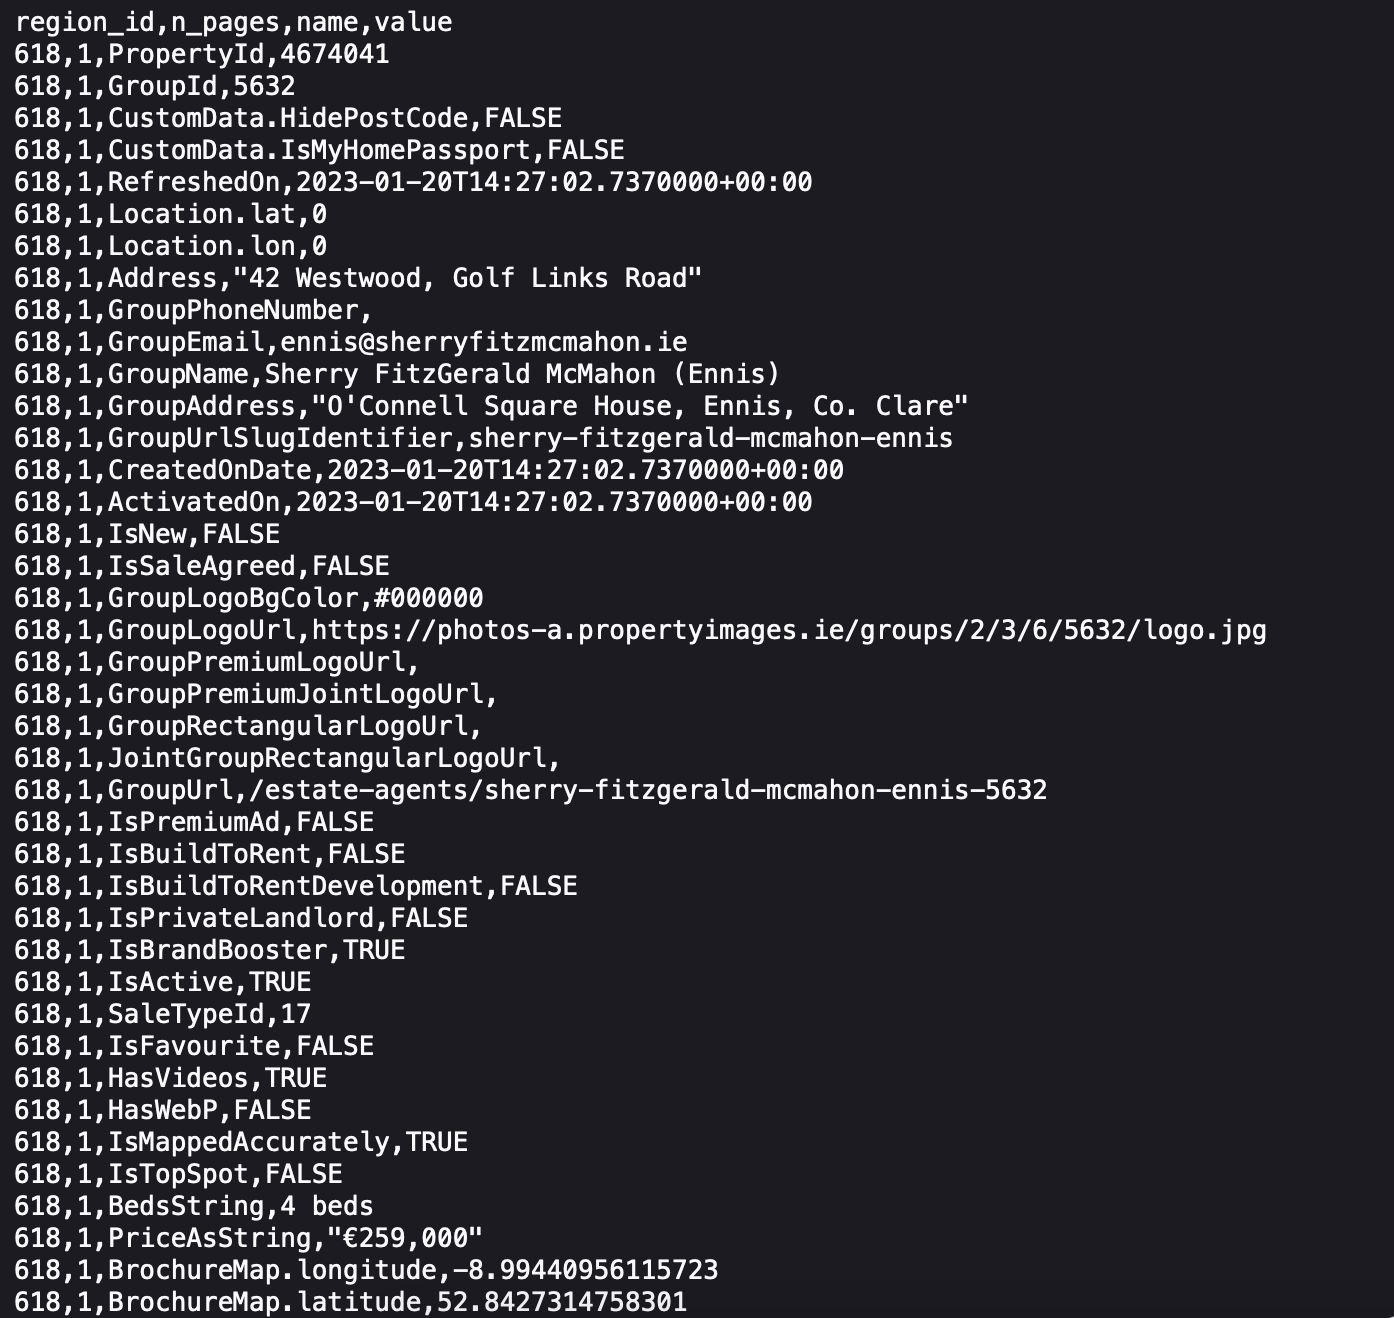 region_id,n_pages,name,value
618,1,PropertyId,4674041
618,1,GroupId,5632
618,1,CustomData.HidePostCode,FALSE
618,1,CustomData.IsMyHomePassport,FALSE
618,1,RefreshedOn,2023-01-20T14:27:02.7370000+00:00
618,1,Location.lat,0
618,1,Location.lon,0
618,1,Address,"42 Westwood, Golf Links Road"
618,1,GroupPhoneNumber,
618,1,GroupEmail,ennis@sherryfitzmcmahon.ie
618,1,GroupName,Sherry FitzGerald McMahon (Ennis)
618,1,GroupAddress,"O'Connell Square House, Ennis, Co. Clare"
618,1,GroupUrlSlugIdentifier,sherry-fitzgerald-mcmahon-ennis
618,1,CreatedOnDate,2023-01-20T14:27:02.7370000+00:00
618,1,ActivatedOn,2023-01-20T14:27:02.7370000+00:00
618,1,IsNew,FALSE
618,1,IsSaleAgreed,FALSE
618,1,GroupLogoBgColor,#000000
618,1,GroupLogoUrl,https://photos-a.propertyimages.ie/groups/2/3/6/5632/logo.jpg
618,1,GroupPremiumLogoUrl,
618,1,GroupPremiumJointLogoUrl,
618,1,GroupRectangularLogoUrl,
618,1,JointGroupRectangularLogoUrl,
618,1,GroupUrl,/estate-agents/sherry-fitzgerald-mcmahon-ennis-5632
618,1,IsPremiumAd,FALSE
618,1,IsBuildToRent,FALSE
618,1,IsBuildToRentDevelopment,FALSE
618,1,IsPrivateLandlord,FALSE
618,1,IsBrandBooster,TRUE
618,1,IsActive,TRUE
618,1,SaleTypeId,17
618,1,IsFavourite,FALSE
618,1,HasVideos,TRUE
618,1,HasWebP,FALSE
618,1,IsMappedAccurately,TRUE
618,1,IsTopSpot,FALSE
618,1,BedsString,4 beds
618,1,PriceAsString,"€259,000"
618,1,BrochureMap.longitude,-8.99440956115723
618,1,BrochureMap.latitude,52.8427314758301